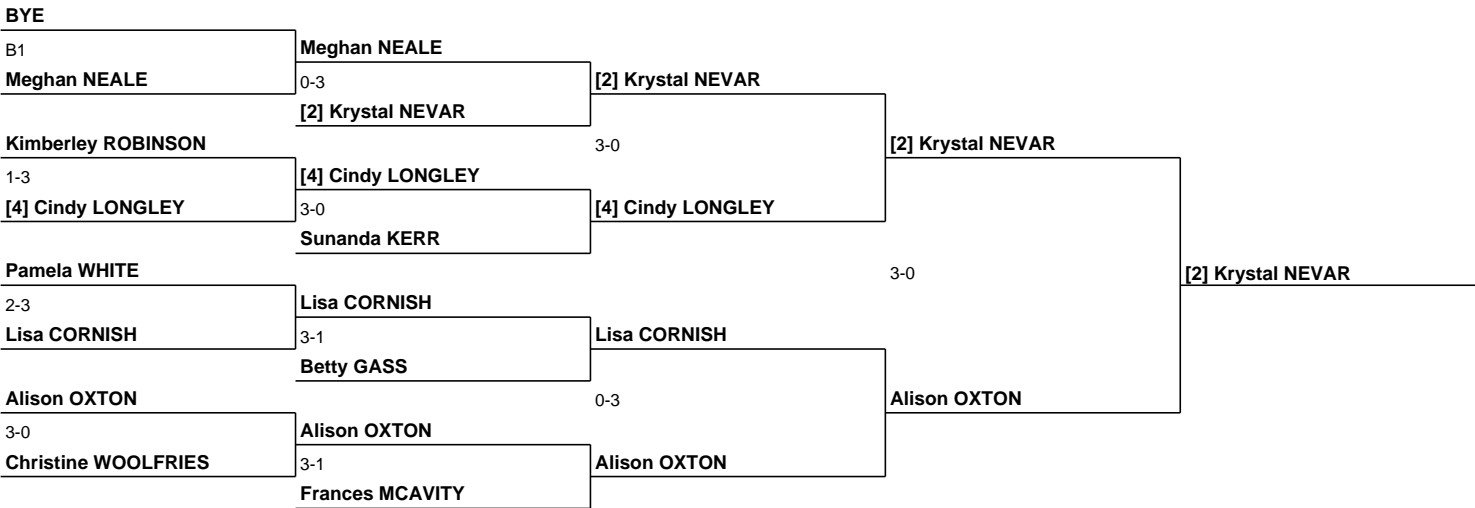 BYE
B1 Meghan NEALE
Meghan NEALE 0-3 [2] Krystal NEVAR
[2] Krystal NEVAR
Kimberley ROBINSON 3-0 [2] Krystal NEVAR
1-3 [4] Cindy LONGLEY
[4] Cindy LONGLEY 3-0 [4] Cindy LONGLEY
Sunanda KERR
Pamela WHITE 3-0 [2] Krystal NEVAR
2-3 Lisa CORNISH
Lisa CORNISH 3-1 Lisa CORNISH
Betty GASS
Alison OXTON 0-3 Alison OXTON
3-0 Alison OXTON
Christine WOOLFRIES 3-1 Alison OXTON
Frances MCAVITY